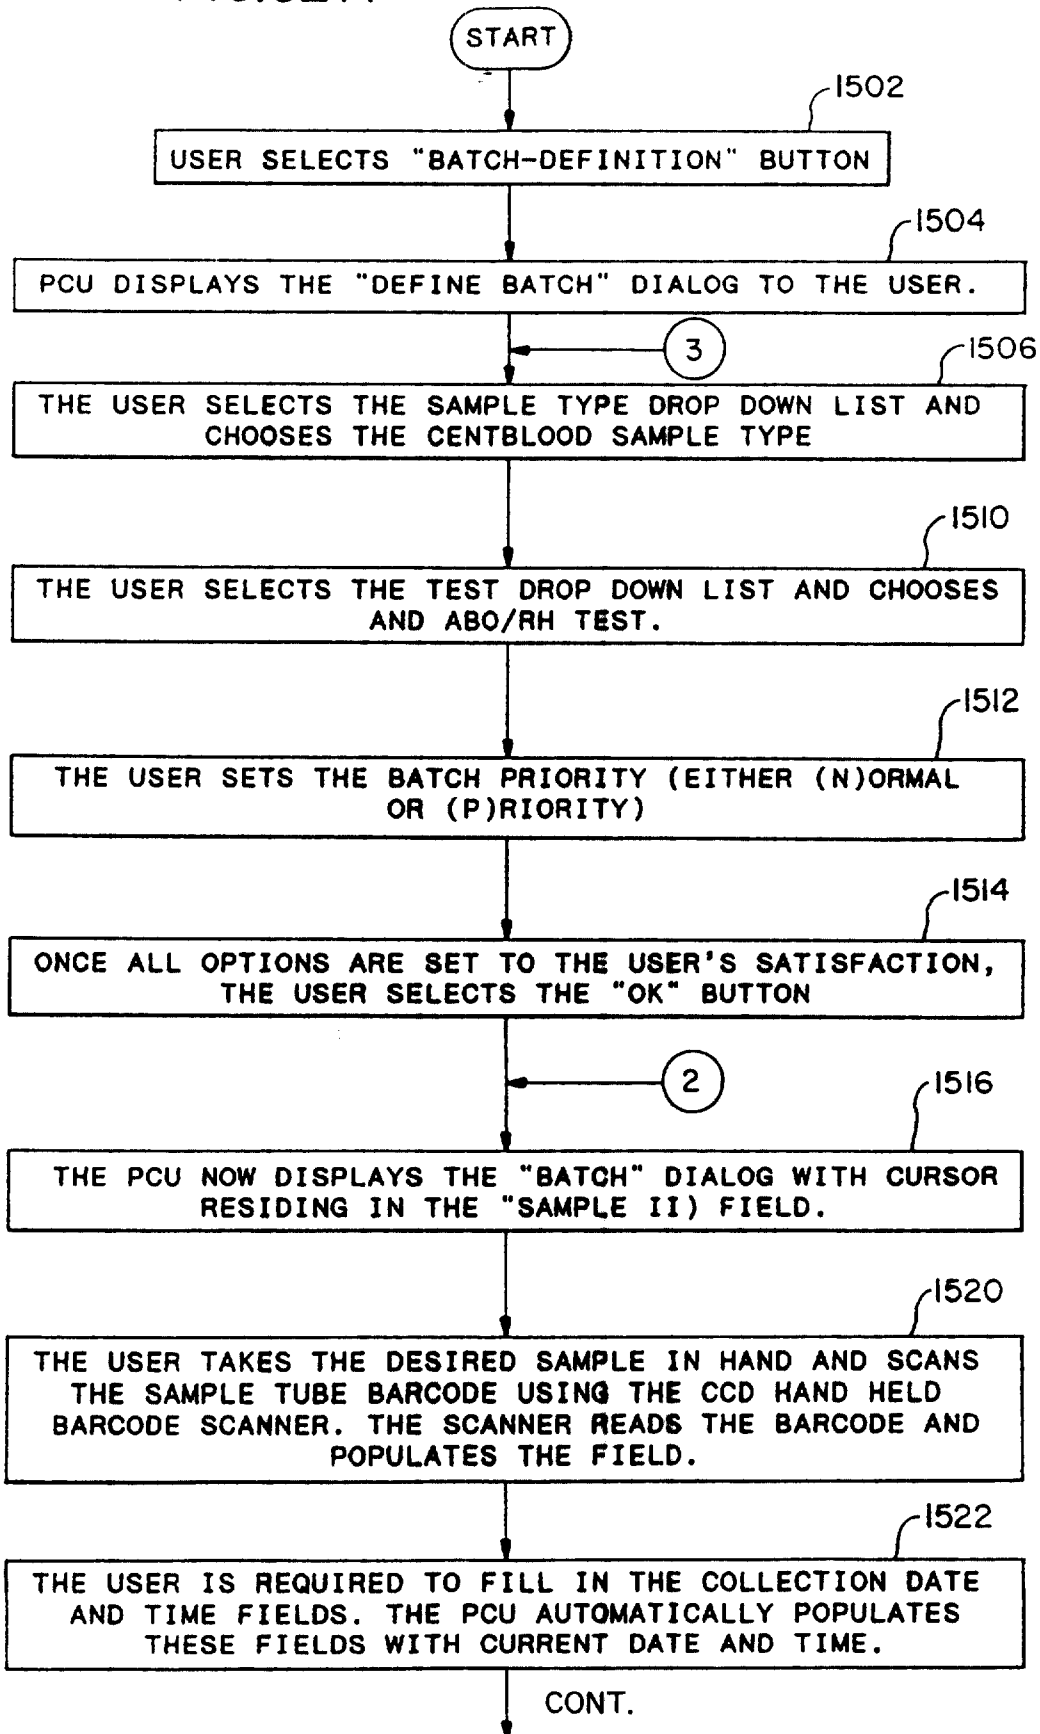 START
1502
USER SELECTS "BATCH-DEFINITION" BUTTON
1504
PCU DISPLAYS THE "DEFINE BATCH" DIALOG TO THE USER.
3
1506
THE USER SELECTS THE SAMPLE TYPE DROP DOWN LIST AND
CHOOSES THE CENTBLOOD SAMPLE TYPE
1510
THE USER SELECTS THE TEST DROP DOWN LIST AND CHOOSES
AND ABO/RH TEST.
1512
THE USER SETS THE BATCH PRIORITY (EITHER (N)ORMAL
OR (P)RIORITY)
1514
ONCE ALL OPTIONS ARE SET TO THE USER'S SATISFACTION,
THE USER SELECTS THE "OK" BUTTON
2
1516
THE PCU NOW DISPLAYS THE "BATCH" DIALOG WITH CURSOR
RESIDING IN THE "SAMPLE II) FIELD.
1520
THE USER TAKES THE DESIRED SAMPLE IN HAND AND SCANS
THE SAMPLE TUBE BARCODE USING THE CCD HAND HELD
BARCODE SCANNER. THE SCANNER READS THE BARCODE AND
POPULATES THE FIELD.
1522
THE USER IS REQUIRED TO FILL IN THE COLLECTION DATE
AND TIME FIELDS. THE PCU AUTOMATICALLY POPULATES
THESE FIELDS WITH CURRENT DATE AND TIME.
CONT.